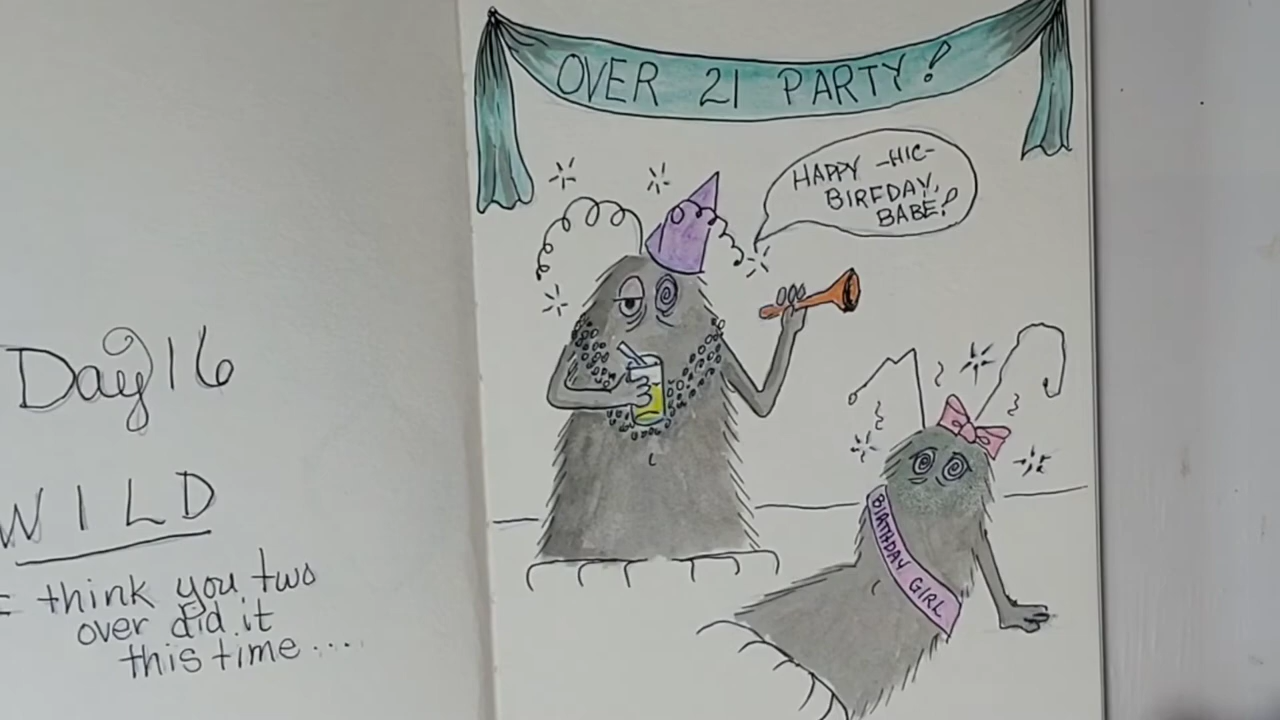 Day 16
WILD
think you two
over did it
this time....
OVER 21 PARTY!
HAPPY -HIC-
BIRFDAY,
BABE!
BIRTHDAY GIRL